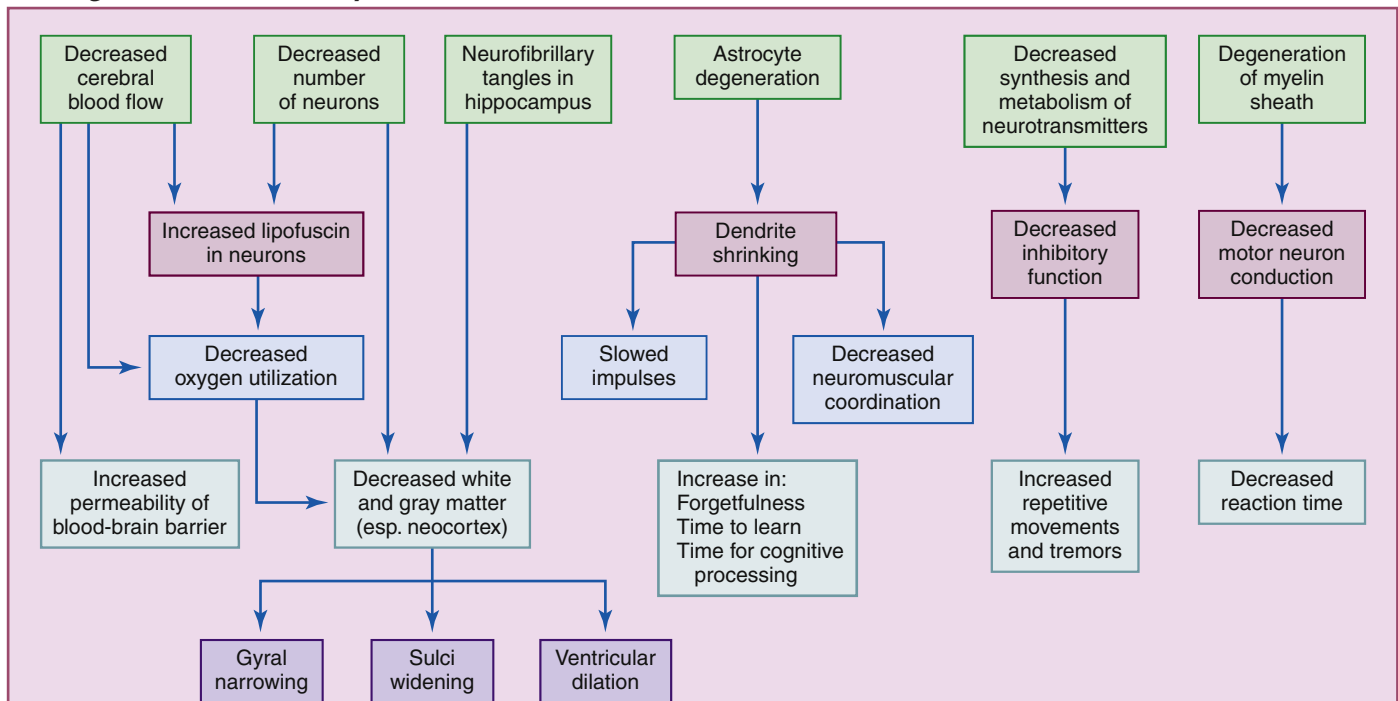 Decreased
cerebral
blood flow
Decreased
number
of neurons
Neurofibrillary
tangles in
hippocampus
Astrocyte
degeneration
Decreased
synthesis and
metabolism of
neurotransmitters
Degeneration
of myelin
sheath
Increased lipofuscin
in neurons
Dendrite
shrinking
Decreased
inhibitory
function
Decreased
motor neuron
conduction
Decreased
oxygen utilization
Slowed
impulses
Decreased
neuromuscular
coordination
Increased
permeability of
blood-brain barrier
Decreased white
and gray matter
(esp. neocortex)
Increase in:
Forgetfulness
Time to learn
Time for cognitive
processing
Increased
repetitive
movements
and tremors
Decreased
reaction time
Gyral
narrowing
Sulci
widening
Ventricular
dilation